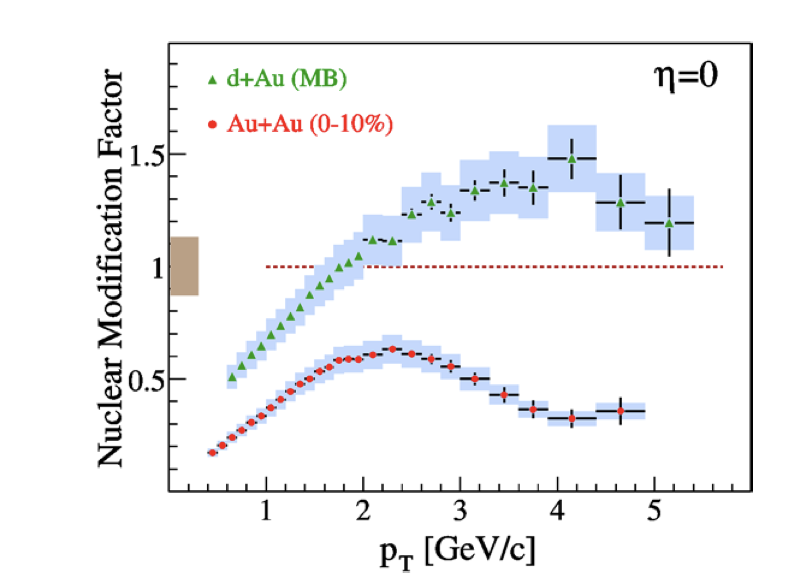 d+Au (MB)
η=0
Au+Au (0-10%)
Nuclear Modification Factor
1.5
1
0.5
1 2 3 4 5
p_T [GeV/c]